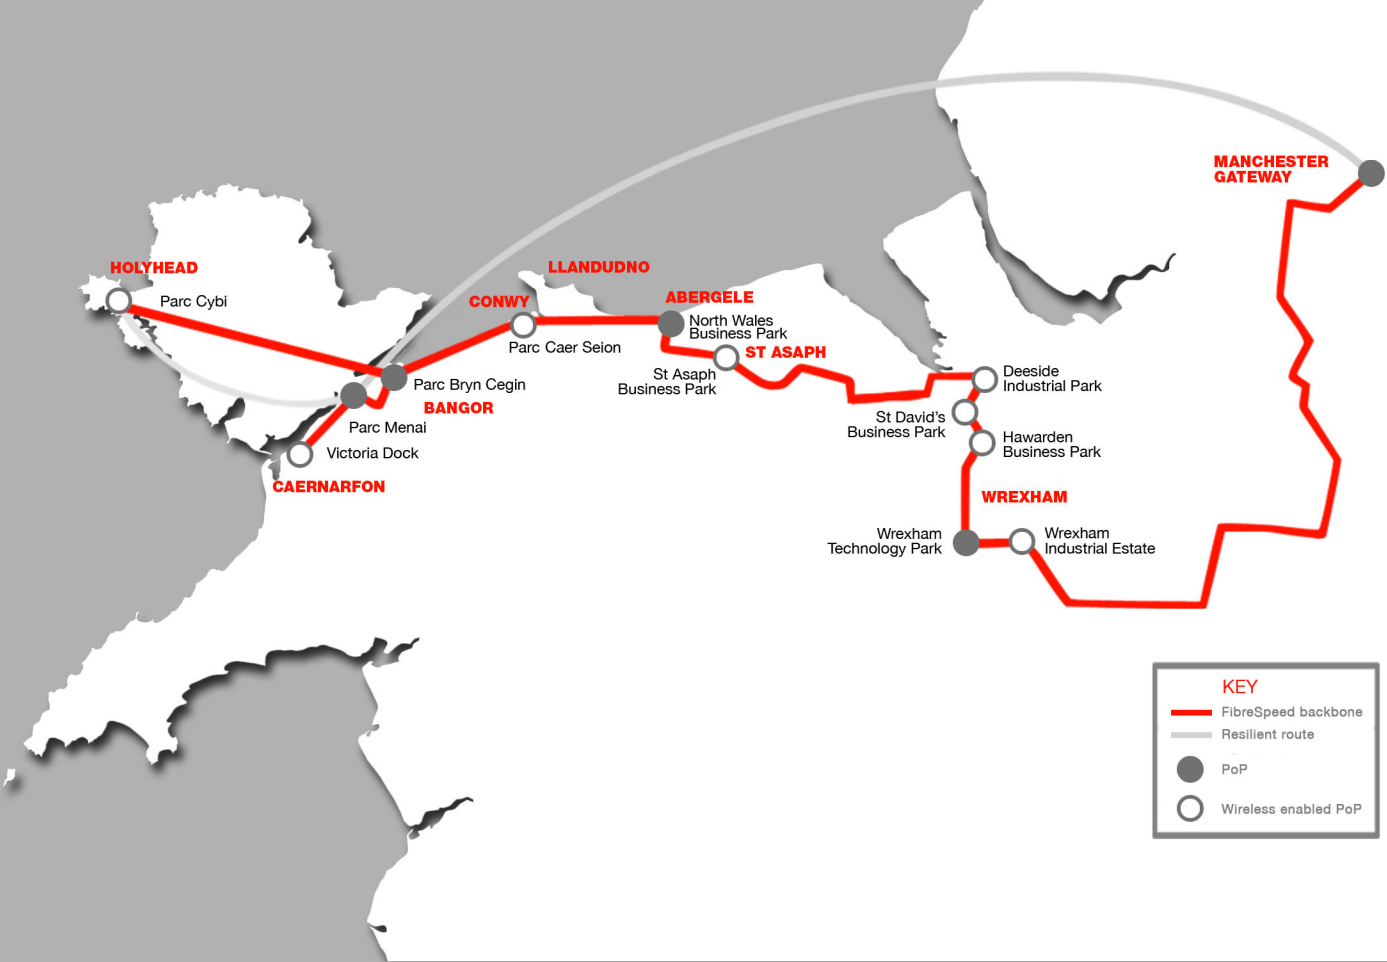 MANCHESTER
GATEWAY
HOLYHEAD
Parc Cybi
LLANDUDNO
CONWY
Parc Caer Seion
ABERGELE
North Wales
Business Park
ST ASAPH
St Asaph
Business Park
Parc Bryn Cegin
BANGOR
Parc Menai
Victoria Dock
CAERNARFON
Deeside
Industrial Park
St David's
Business Park
Hawarden
Business Park
WREXHAM
Wrexham
Technology Park
Wrexham
Industrial Estate
KEY
FibreSpeed backbone
Resilient route
PoP
Wireless enabled PoP